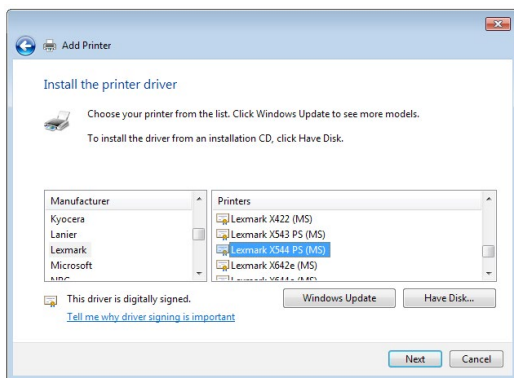 Add Printer
Install the printer driver
Choose your printer from the list. Click Windows Update to see more models.
To install the driver from an installation CD, click Have Disk.
Manufacturer
Kyocera
Lanier
Lexmark
Microsoft
Printers
Lexmark X422 (MS)
Lexmark X543 PS (MS)
Lexmark X544 PS (MS)
Lexmark X642e (MS)
This driver is digitally signed.
Tell me why driver signing is important
Windows Update
Have Disk...
Next
Cancel